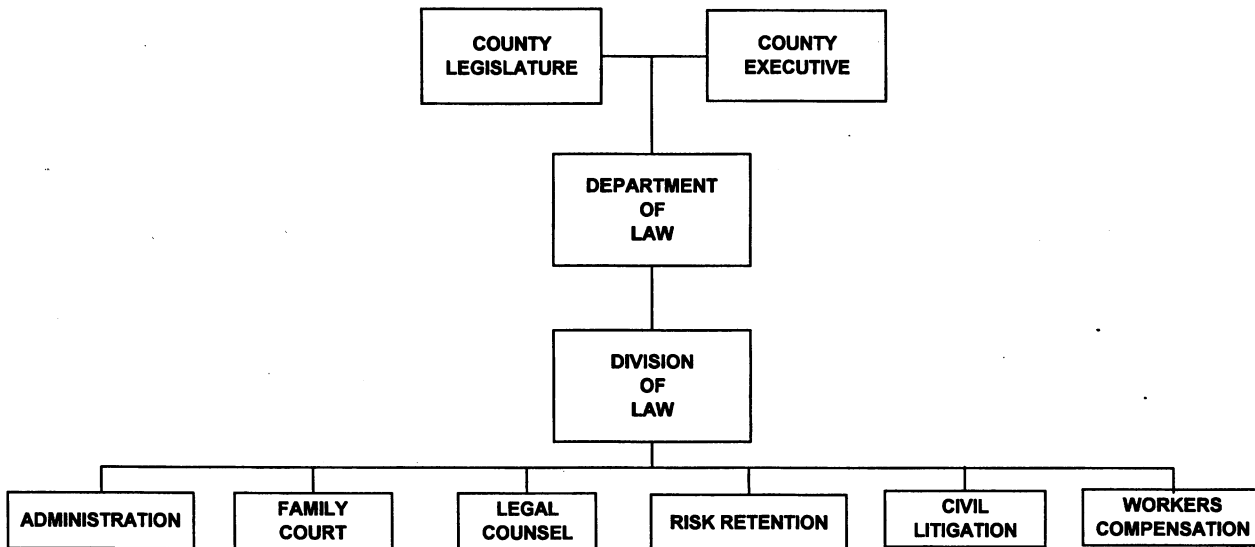 COUNTY
LEGISLATURE
COUNTY
EXECUTIVE
DEPARTMENT
OF
LAW
DIVISION
OF
LAW
ADMINISTRATION
FAMILY
COURT
LEGAL
COUNSEL
RISK RETENTION
CIVIL
LITIGATION
WORKERS
COMPENSATION